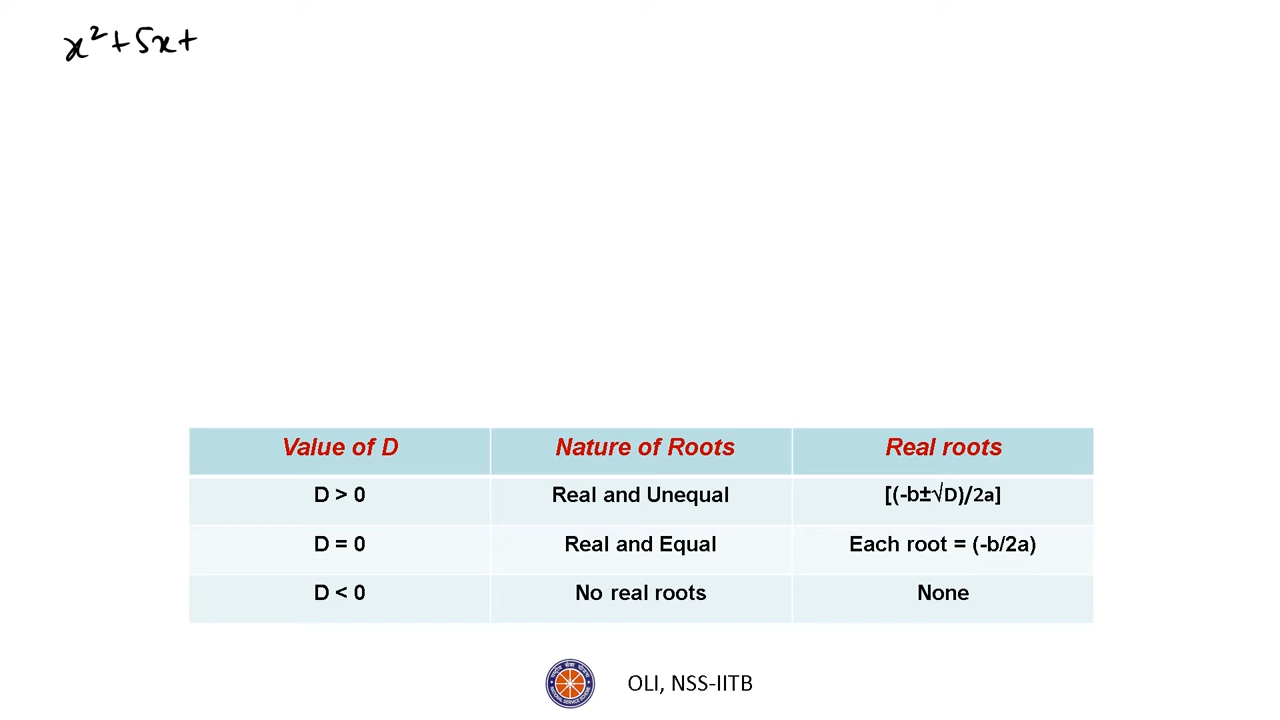 x² + 5x +
Value of D Nature of Roots Real roots
D > 0 Real and Unequal [(-b±√D)/2a]
D = 0 Real and Equal Each root = (-b/2a)
D < 0 No real roots None
OLI, NSS-IITB